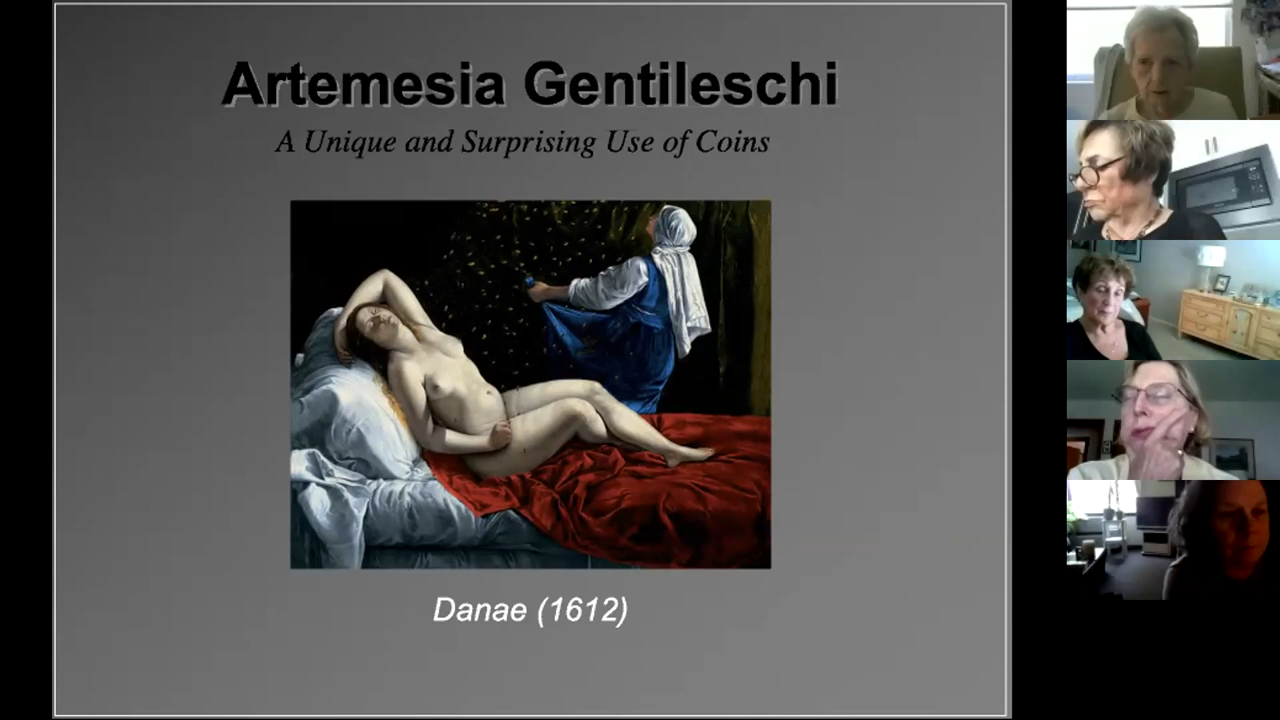 Artemesia Gentileschi
A Unique and Surprising Use of Coins
Danae (1612)